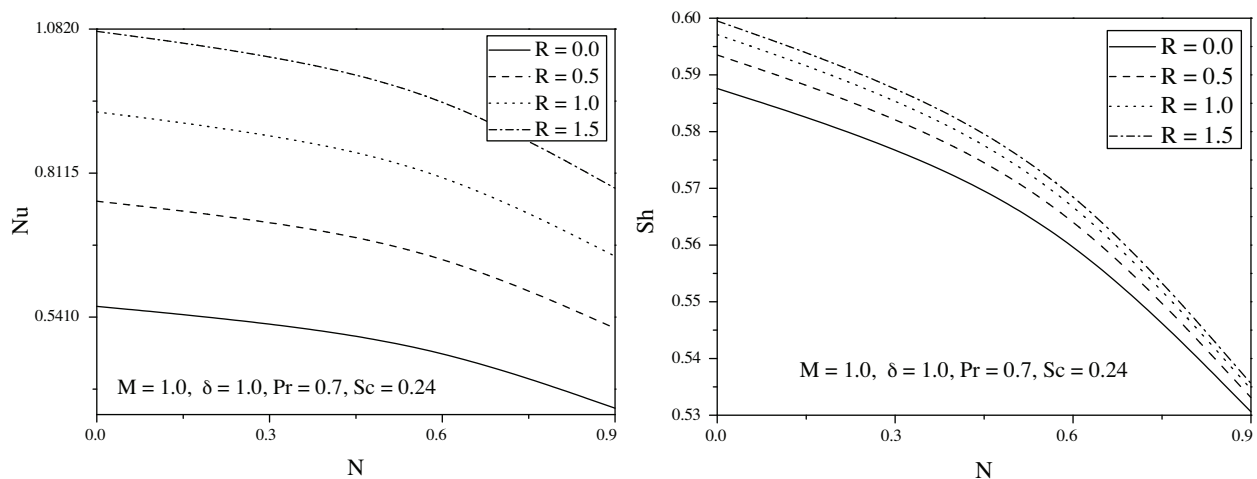 1.0820
0.8115
0.5410
Nu
R = 0.0
R = 0.5
R = 1.0
R = 1.5
M = 1.0, δ = 1.0, Pr = 0.7, Sc = 0.24
0.0
0.3
0.6
0.9
N
0.60
0.59
0.58
0.57
0.56
0.55
0.54
0.53
Sh
R = 0.0
R = 0.5
R = 1.0
R = 1.5
M = 1.0, δ = 1.0, Pr = 0.7, Sc = 0.24
0.0
0.3
0.6
0.9
N